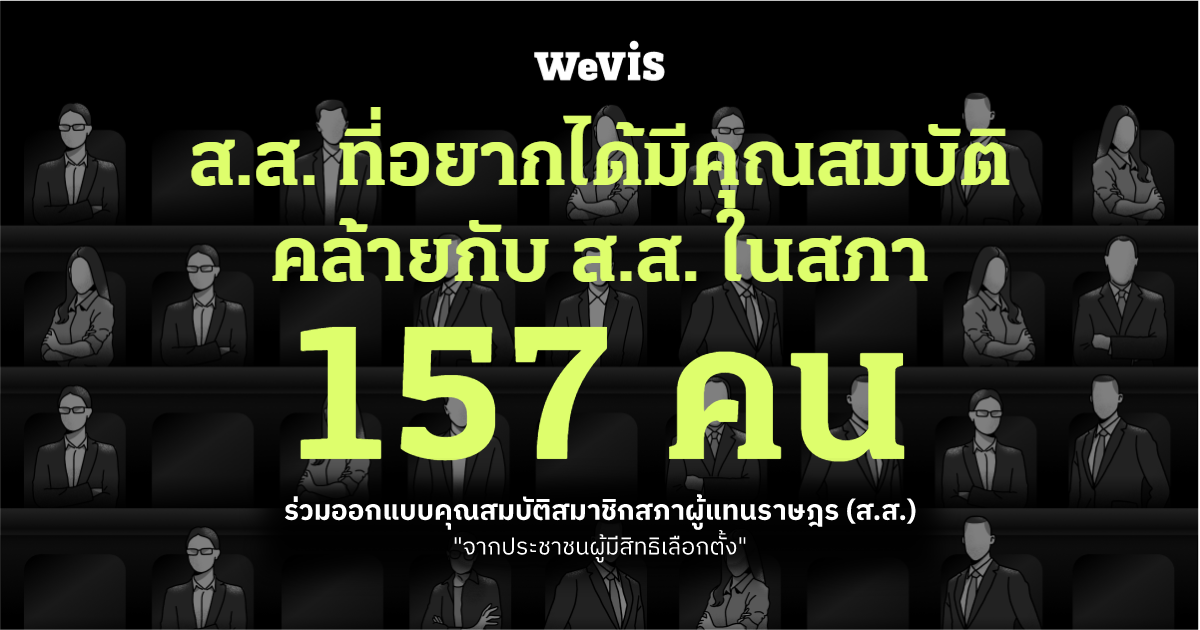 WeVIS
ส.ส. ที่อยากได้มีคุณสมบัติ
คล้ายกับ ส.ส. ในสภา
157 คน
ร่วมออกแบบคุณสมบัติสมาชิกสภาผู้แทนราษฎร (ส.ส.)
"จากประชาชนผู้มีสิทธิเลือกตั้ง"